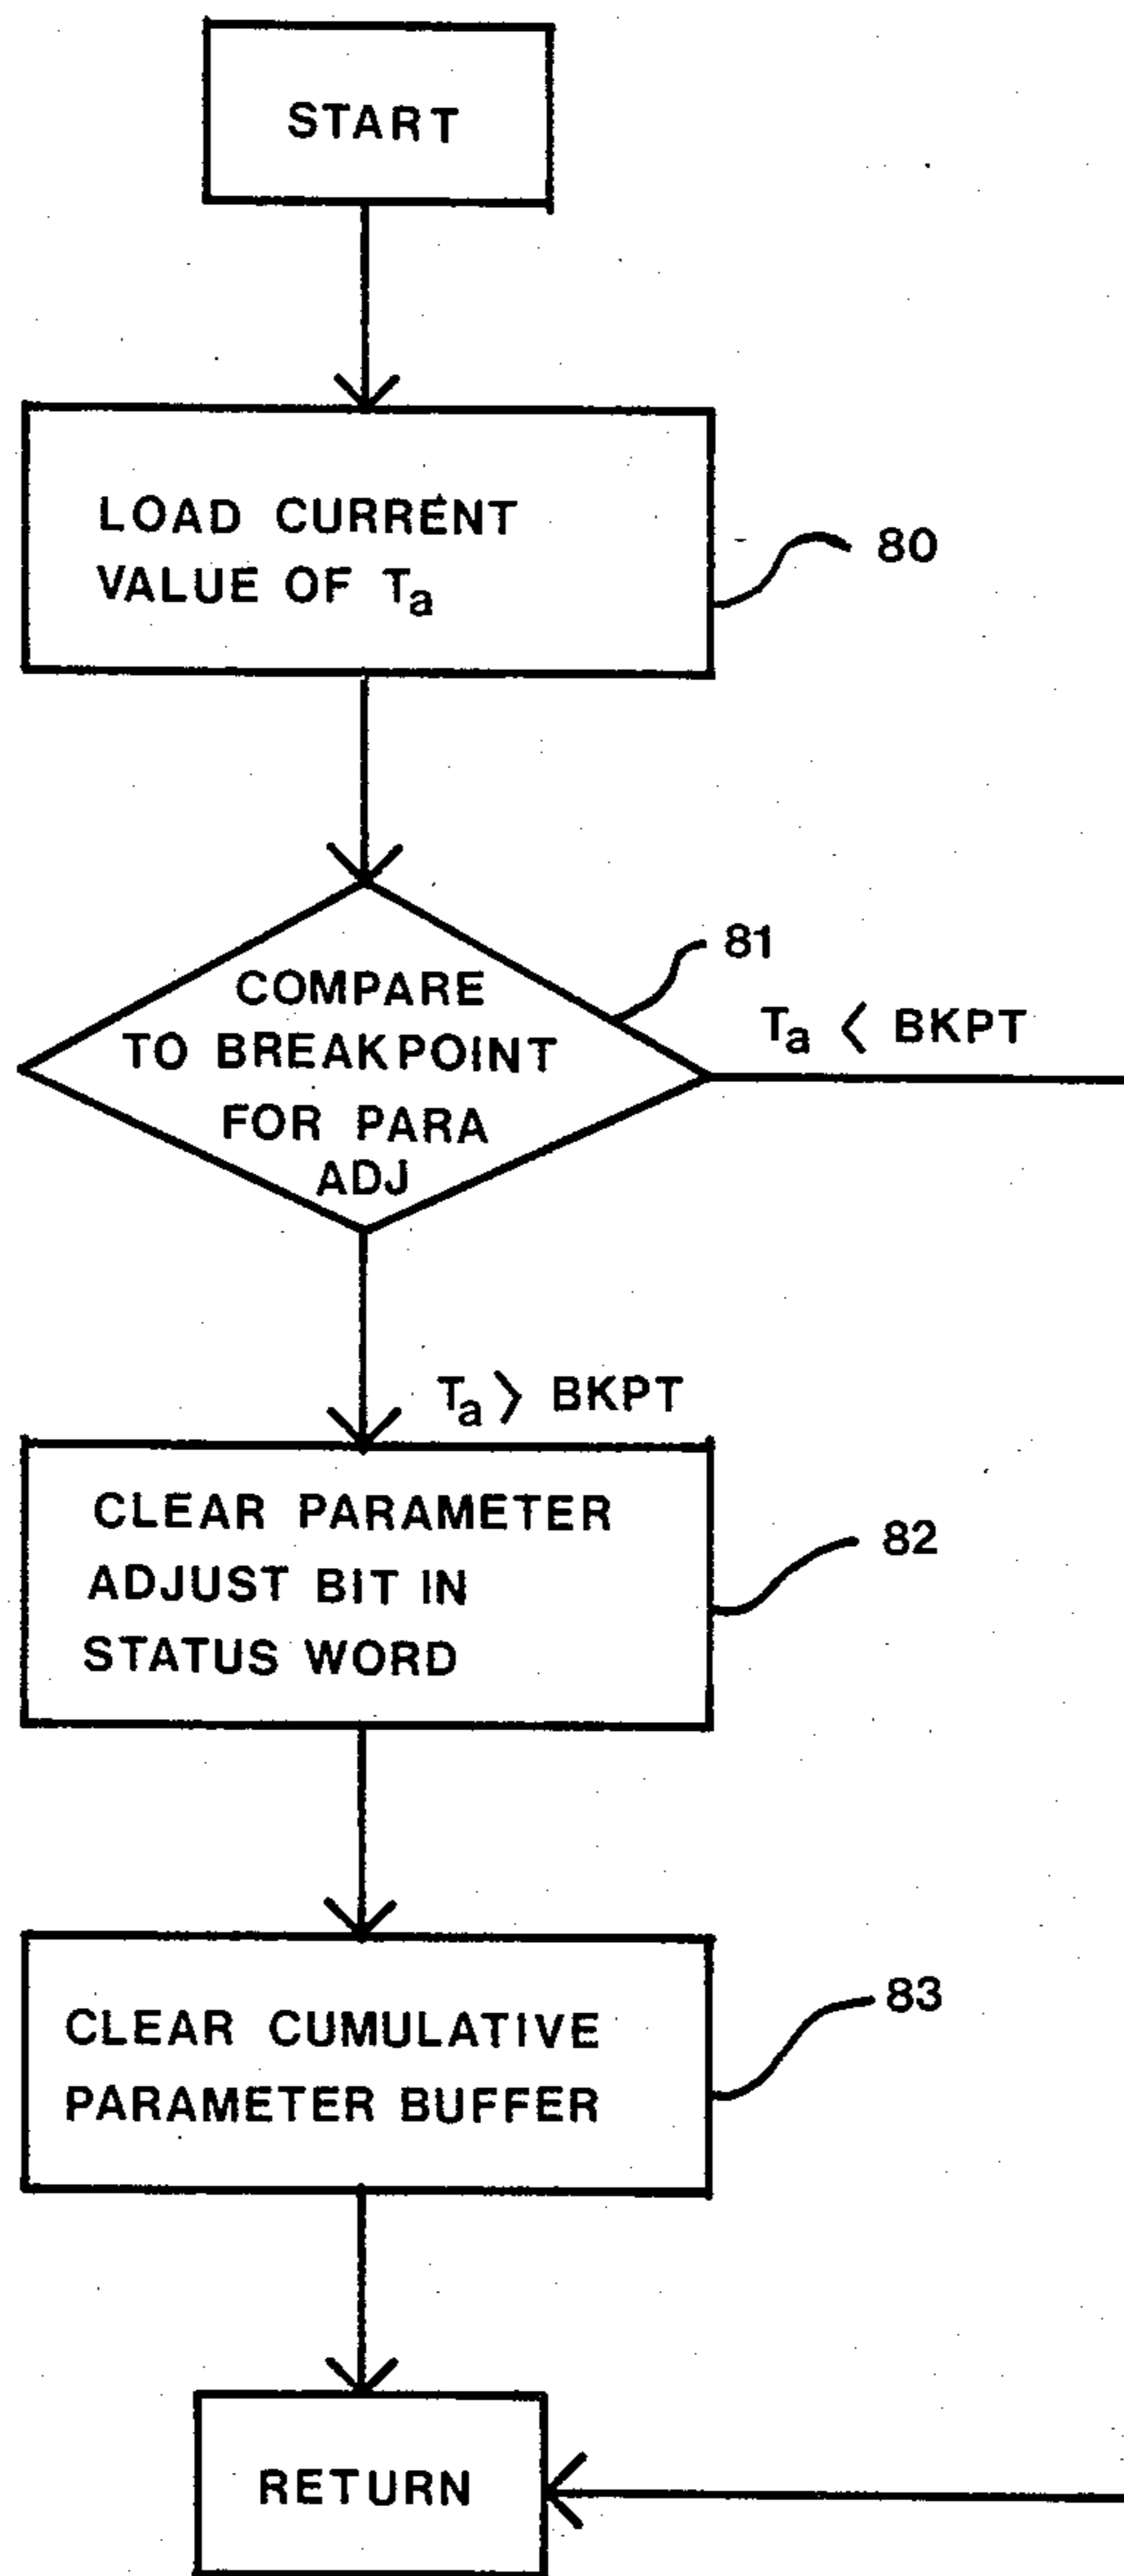 START
LOAD CURRENT
VALUE OF Ta
80
COMPARE
TO BREAKPOINT
FOR PARA
ADJ
81
Ta < BKPT
Ta > BKPT
CLEAR PARAMETER
ADJUST BIT IN
STATUS WORD
82
CLEAR CUMULATIVE
PARAMETER BUFFER
83
RETURN